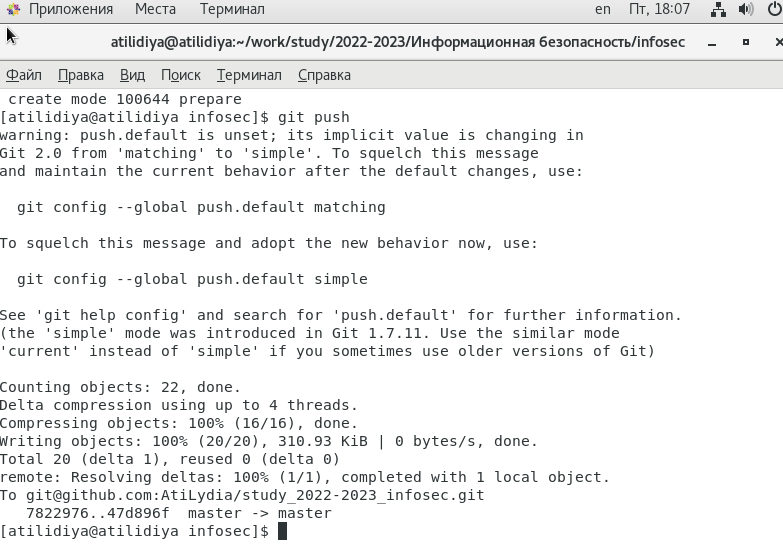 Приложения Места Терминал en Пт, 18:07
atilidiya@atilidiya:~/work/study/2022-2023/Информационная безопасность/infosec
Файл Правка Вид Поиск Терминал Справка
create mode 100644 prepare
[atilidiya@atilidiya infosec]$ git push
warning: push.default is unset; its implicit value is changing in
Git 2.0 from 'matching' to 'simple'. To squelch this message
and maintain the current behavior after the default changes, use:
git config --global push.default matching
To squelch this message and adopt the new behavior now, use:
git config --global push.default simple
See 'git help config' and search for 'push.default' for further information.
(the 'simple' mode was introduced in Git 1.7.11. Use the similar mode
'current' instead of 'simple' if you sometimes use older versions of Git)
Counting objects: 22, done.
Delta compression using up to 4 threads.
Compressing objects: 100% (16/16), done.
Writing objects: 100% (20/20), 310.93 KiB | 0 bytes/s, done.
Total 20 (delta 1), reused 0 (delta 0)
remote: Resolving deltas: 100% (1/1), completed with 1 local object.
To git@github.com:AtiLydia/study_2022-2023_infosec.git
7822976..47d896f master -> master
[atilidiya@atilidiya infosec]$